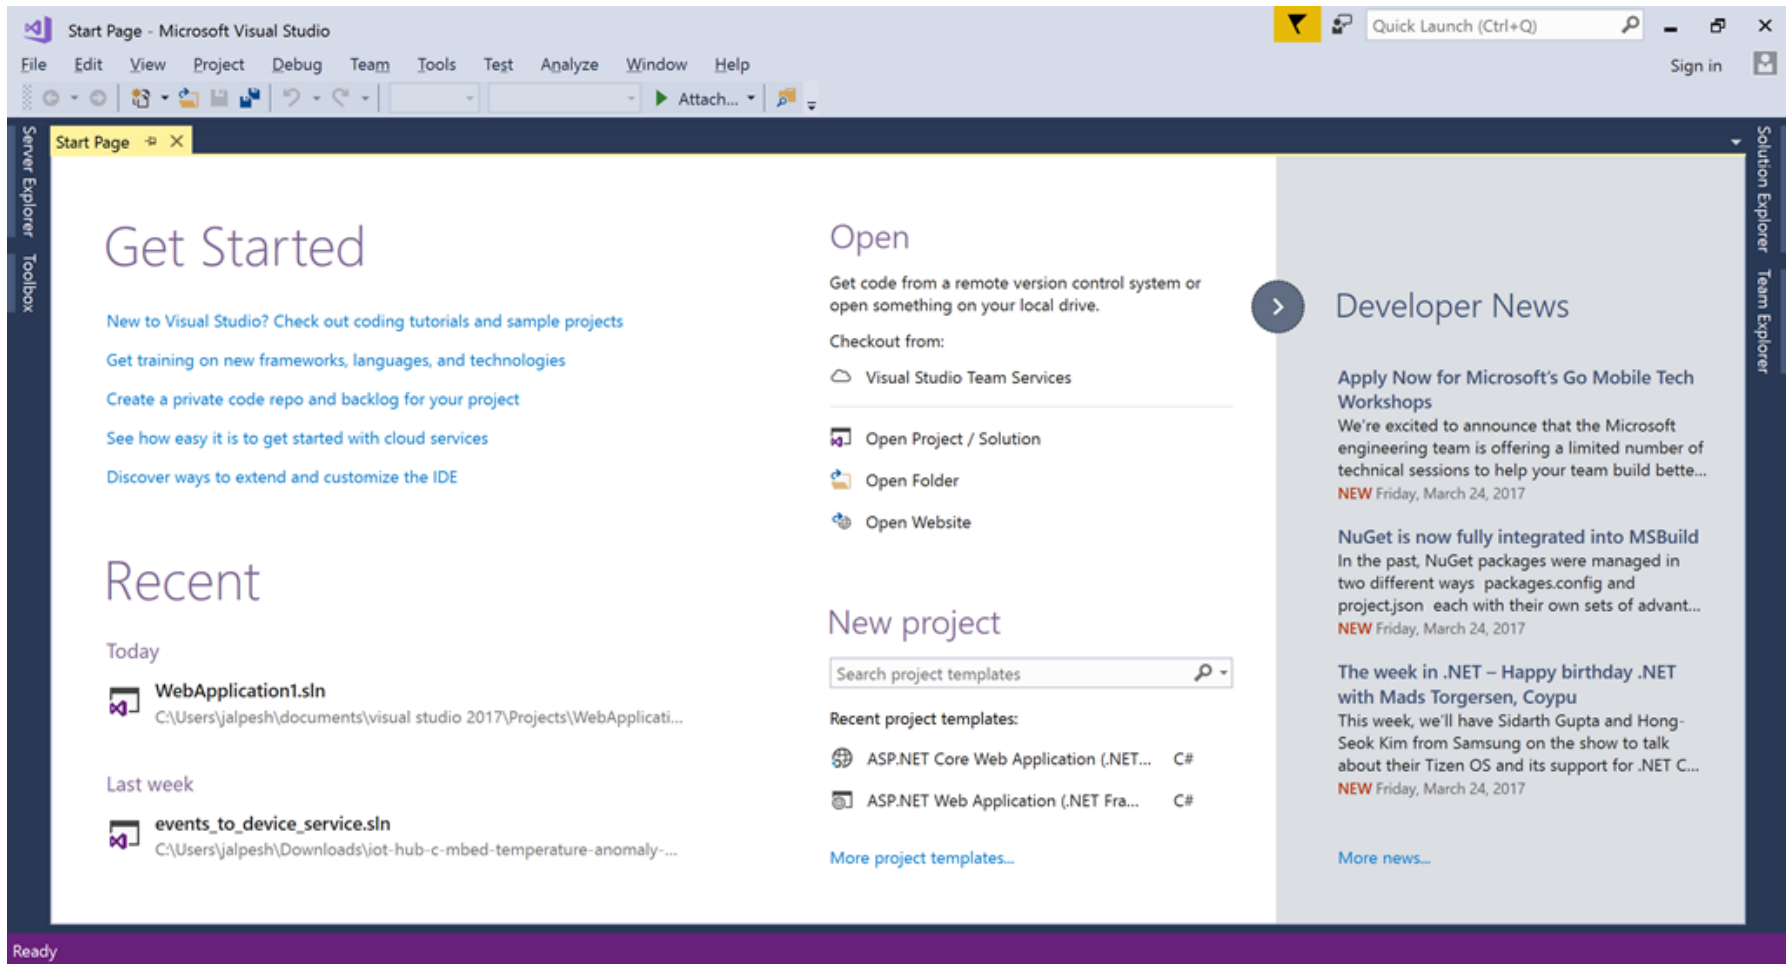 Start Page - Microsoft Visual Studio
Quick Launch (Ctrl+Q)
File Edit View Project Debug Team Tools Test Analyze Window Help
Sign in
Attach...
Server Explorer
Toolbox
Start Page
Solution Explorer
Team Explorer
Get Started
New to Visual Studio? Check out coding tutorials and sample projects
Get training on new frameworks, languages, and technologies
Create a private code repo and backlog for your project
See how easy it is to get started with cloud services
Discover ways to extend and customize the IDE
Recent
Today
WebApplication1.sln
C:\Users\jalpesh\documents\visual studio 2017\Projects\WebApplicati...
Last week
events_to_device_service.sln
C:\Users\jalpesh\Downloads\iot-hub-c-mbed-temperature-anomaly-...
Open
Get code from a remote version control system or
open something on your local drive.
Checkout from:
Visual Studio Team Services
Open Project / Solution
Open Folder
Open Website
New project
Search project templates
Recent project templates:
ASP.NET Core Web Application (.NET... C#
ASP.NET Web Application (.NET Fra... C#
More project templates...
Developer News
Apply Now for Microsoft's Go Mobile Tech
Workshops
We're excited to announce that the Microsoft
engineering team is offering a limited number of
technical sessions to help your team build bette...
NEW Friday, March 24, 2017
NuGet is now fully integrated into MSBuild
In the past, NuGet packages were managed in
two different ways packages.config and
project.json each with their own sets of advant...
NEW Friday, March 24, 2017
The week in .NET – Happy birthday .NET
with Mads Torgersen, Coypu
This week, we'll have Sidarth Gupta and Hong-
Seok Kim from Samsung on the show to talk
about their Tizen OS and its support for .NET C...
NEW Friday, March 24, 2017
More news...
Ready